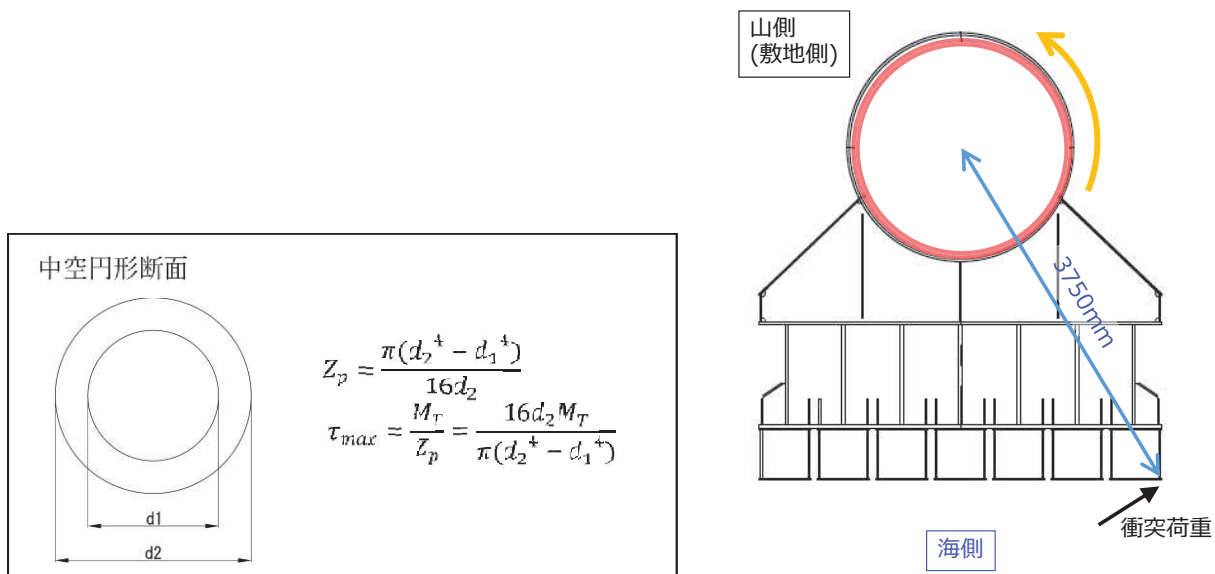 山側
(敷地側)
3750mm
衝突荷重
海側
中空円形断面
Z_p = π(d_2^4 − d_1^4) / 16d_2
τ_max = M_T / Z_p = 16d_2 M_T / π(d_2^4 − d_1^4)
d1
d2